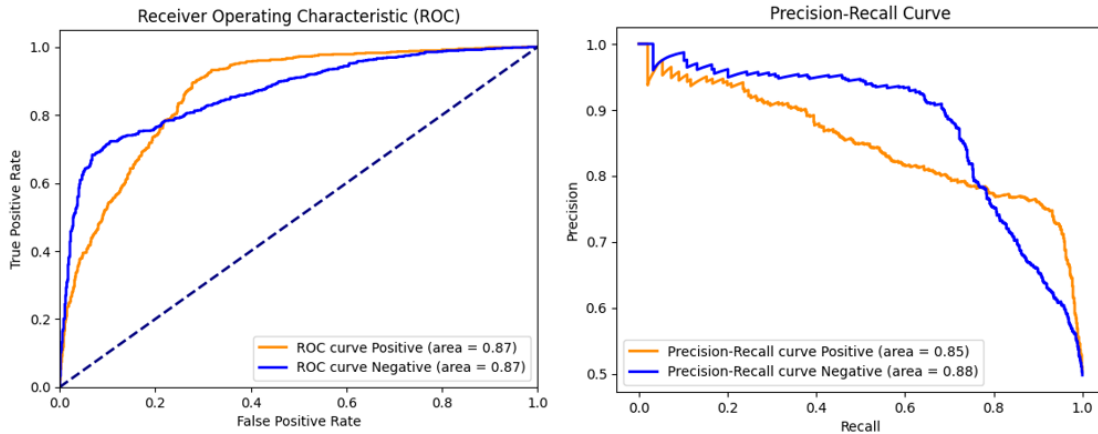 Receiver Operating Characteristic (ROC)
1.0
0.8
0.6
0.4
0.2
0.0
True Positive Rate
0.0 0.2 0.4 0.6 0.8 1.0
False Positive Rate
ROC curve Positive (area = 0.87)
ROC curve Negative (area = 0.87)
Precision-Recall Curve
1.0
0.9
0.8
0.7
0.6
0.5
Precision
0.0 0.2 0.4 0.6 0.8 1.0
Recall
Precision-Recall curve Positive (area = 0.85)
Precision-Recall curve Negative (area = 0.88)